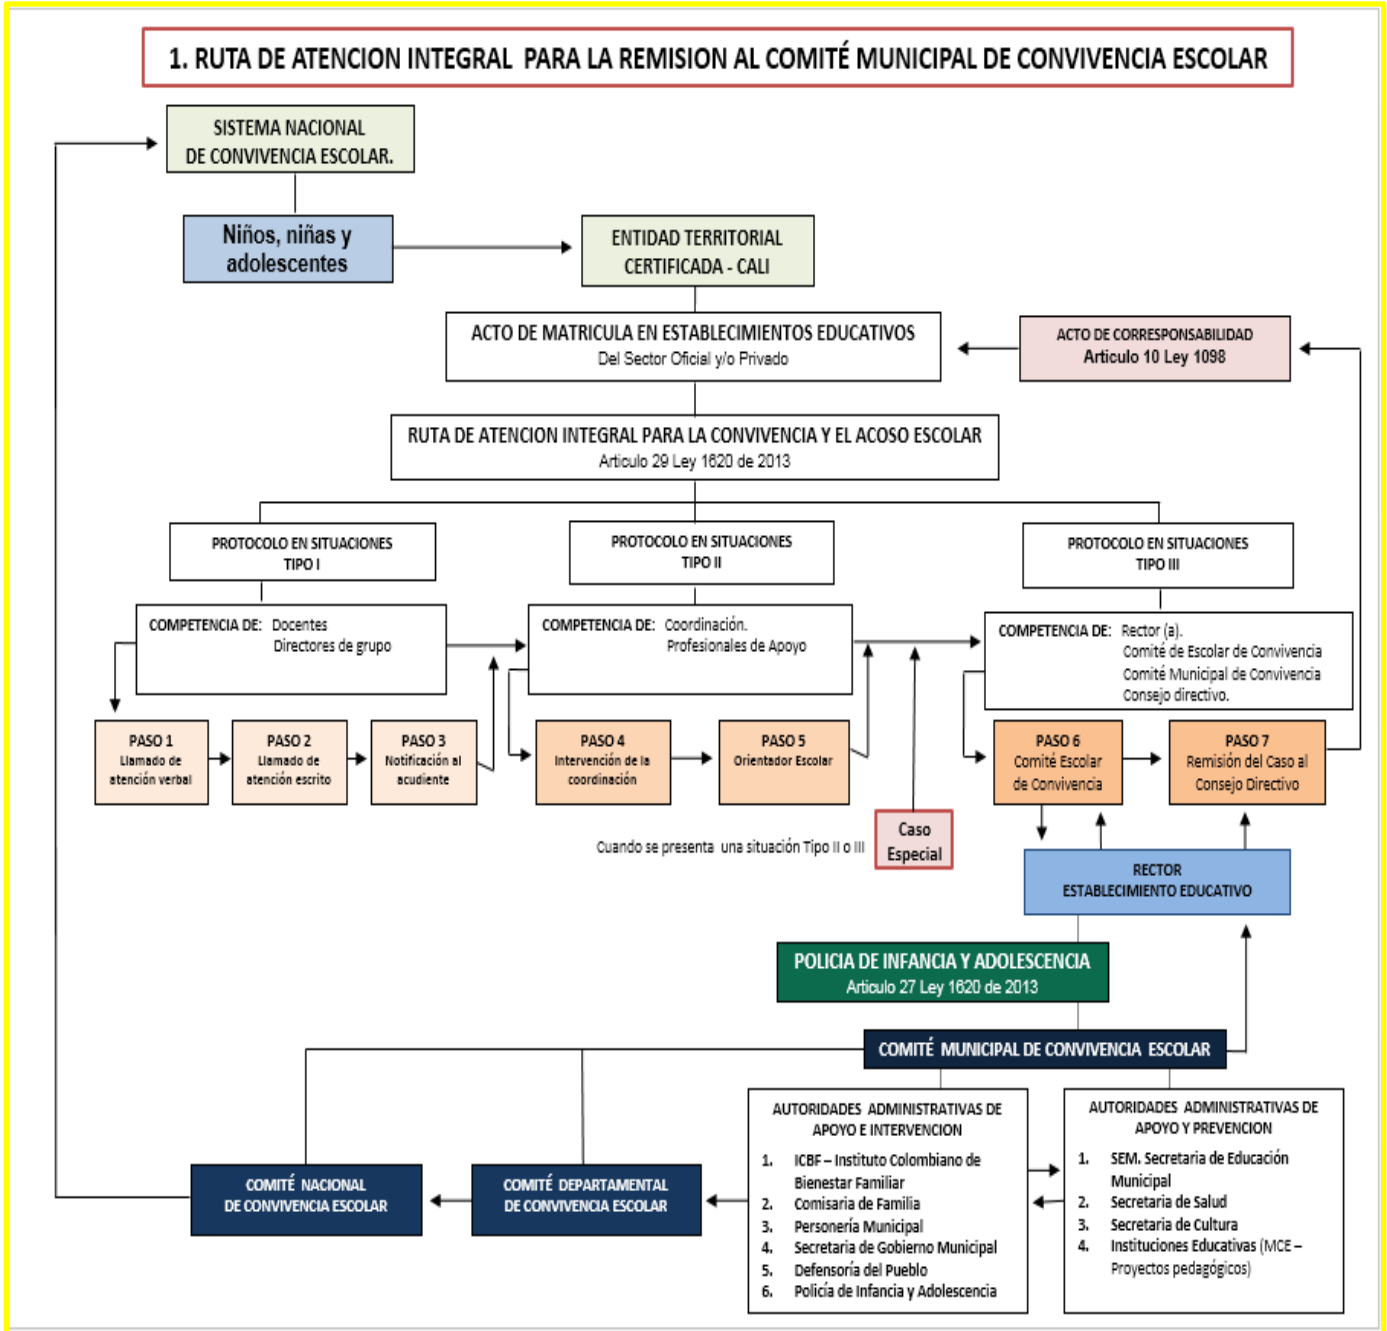 1. RUTA DE ATENCION INTEGRAL PARA LA REMISION AL COMITÉ MUNICIPAL DE CONVIVENCIA ESCOLAR
SISTEMA NACIONAL
DE CONVIVENCIA ESCOLAR.
Niños, niñas y
adolescentes
ENTIDAD TERRITORIAL
CERTIFICADA - CALI
ACTO DE MATRICULA EN ESTABLECIMIENTOS EDUCATIVOS
Del Sector Oficial y/o Privado
ACTO DE CORRESPONSABILIDAD
Articulo 10 Ley 1098
RUTA DE ATENCION INTEGRAL PARA LA CONVIVENCIA Y EL ACOSO ESCOLAR
Articulo 29 Ley 1620 de 2013
PROTOCOLO EN SITUACIONES
TIPO I
PROTOCOLO EN SITUACIONES
TIPO II
PROTOCOLO EN SITUACIONES
TIPO III
COMPETENCIA DE: Docentes
Directores de grupo
COMPETENCIA DE: Coordinación.
Profesionales de Apoyo
COMPETENCIA DE: Rector (a).
Comité de Escolar de Convivencia
Comité Municipal de Convivencia
Consejo directivo.
PASO 1
Llamado de
atención verbal
PASO 2
Llamado de
atención escrito
PASO 3
Notificación al
acudiente
PASO 4
Intervención de la
coordinación
PASO 5
Orientador Escolar
PASO 6
Comité Escolar
de Convivencia
PASO 7
Remisión del Caso al
Consejo Directivo
Cuando se presenta una situación Tipo II o III
Caso
Especial
RECTOR
ESTABLECIMIENTO EDUCATIVO
POLICIA DE INFANCIA Y ADOLESCENCIA
Articulo 27 Ley 1620 de 2013
COMITÉ MUNICIPAL DE CONVIVENCIA ESCOLAR
COMITÉ NACIONAL
DE CONVIVENCIA ESCOLAR
COMITÉ DEPARTAMENTAL
DE CONVIVENCIA ESCOLAR
AUTORIDADES ADMINISTRATIVAS DE
APOYO E INTERVENCION
1. ICBF – Instituto Colombiano de
Bienestar Familiar
2. Comisaria de Familia
3. Personería Municipal
4. Secretaria de Gobierno Municipal
5. Defensoría del Pueblo
6. Policía de Infancia y Adolescencia
AUTORIDADES ADMINISTRATIVAS DE
APOYO Y PREVENCION
1. SEM. Secretaria de Educación
Municipal
2. Secretaria de Salud
3. Secretaria de Cultura
4. Instituciones Educativas (MCE –
Proyectos pedagógicos)